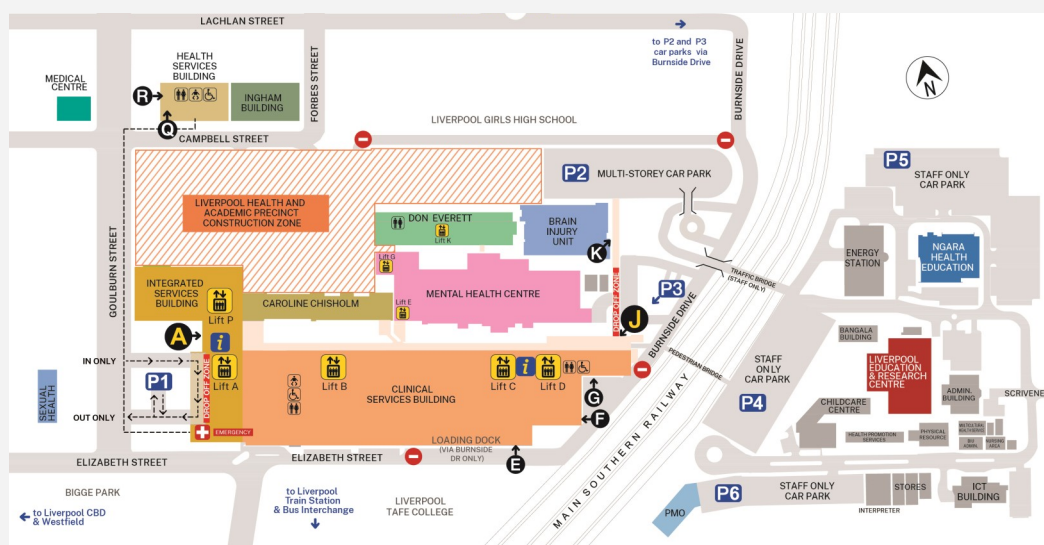 LACHLAN STREET
to P2 and P3
car parks via
Burnside Drive
N
HEALTH
SERVICES
BUILDING
MEDICAL
CENTRE
R
INGHAM
BUILDING
FORBES STREET
BURNSIDE DRIVE
Q
LIVERPOOL GIRLS HIGH SCHOOL
CAMPBELL STREET
P2
MULTI-STOREY CAR PARK
P5
STAFF ONLY
CAR PARK
LIVERPOOL HEALTH AND
ACADEMIC PRECINCT
CONSTRUCTION ZONE
DON EVERETT
Lift K
BRAIN
INJURY
UNIT
K
ENERGY
STATION
NGARA
HEALTH
EDUCATION
GOULBURN STREET
Lift G
TRAFFIC BRIDGE
(STAFF ONLY)
INTEGRATED
SERVICES
BUILDING
Lift P
CAROLINE CHISHOLM
Lift E
MENTAL HEALTH CENTRE
DROP OFF ZONE
P3
J
BURNSIDE DRIVE
A
i
BANGALA
BUILDING
IN ONLY
P1
DROP OFF ZONE
Lift A
Lift B
Lift C
i
Lift D
PEDESTRIAN BRIDGE
STAFF
ONLY
CAR PARK
P4
LIVERPOOL
EDUCATION
& RESEARCH
CENTRE
ADMIN.
BUILDING
SCRIVENE
SEXUAL
HEALTH
CLINICAL
SERVICES BUILDING
G
F
CHILDCARE
CENTRE
OUT ONLY
EMERGENCY
HEALTH PROMOTION
SERVICES
PHYSICAL
RESOURCE
LOADING DOCK
(VIA BURNSIDE
DR ONLY)
E
ELIZABETH STREET
ELIZABETH STREET
MAIN SOUTHERN RAILWAY
BIGGE PARK
to Liverpool CBD
& Westfield
to Liverpool
Train Station
& Bus Interchange
LIVERPOOL
TAFE COLLEGE
PMO
P6
STAFF ONLY
CAR PARK
INTERPRETER
STORES
ICT
BUILDING